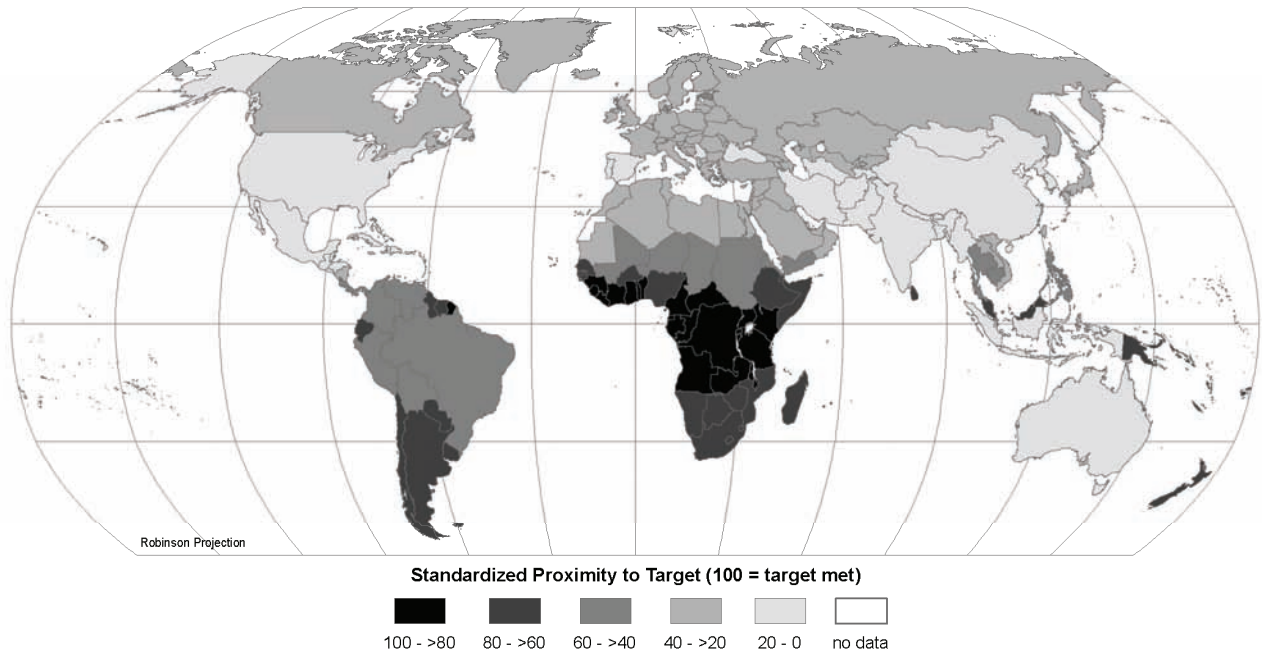 Robinson Projection
Standardized Proximity to Target (100 = target met)
100 - >80 80 - >60 60 - >40 40 - >20 20 - 0 no data